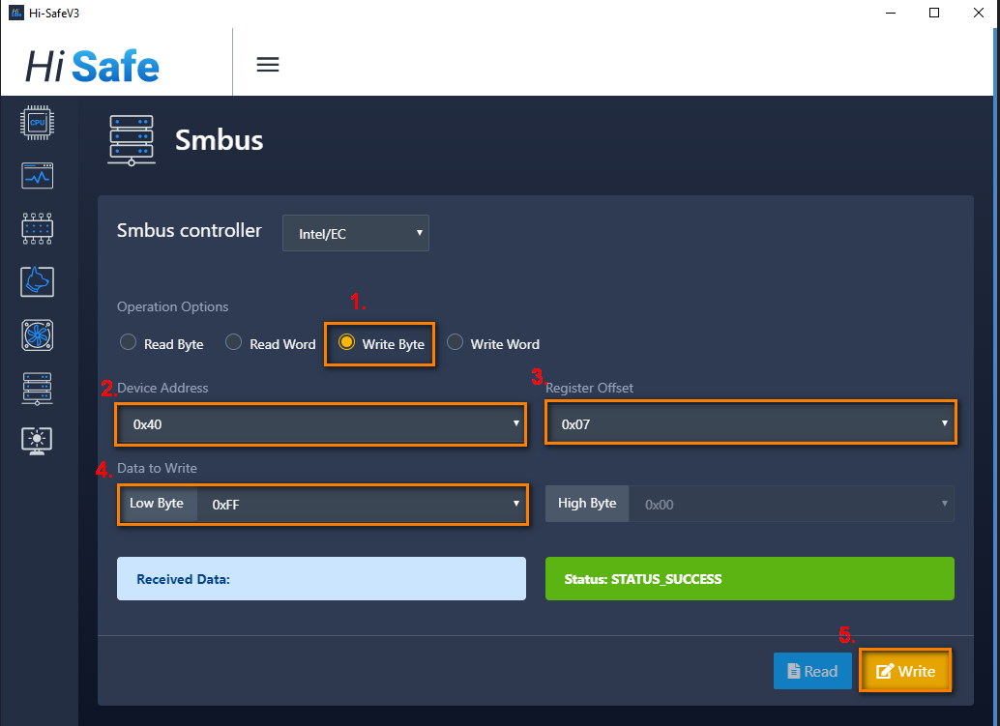 Hi-SafeV3
Hi Safe
CPU
Smbus
Smbus controller
Intel/EC
Operation Options
1.
Read Byte
Read Word
Write Byte
Write Word
2.
Device Address
3
Register Offset
0x40
0x07
4.
Data to Write
Low Byte
0xFF
High Byte
0x00
Received Data:
Status: STATUS_SUCCESS
5.
Read
Write